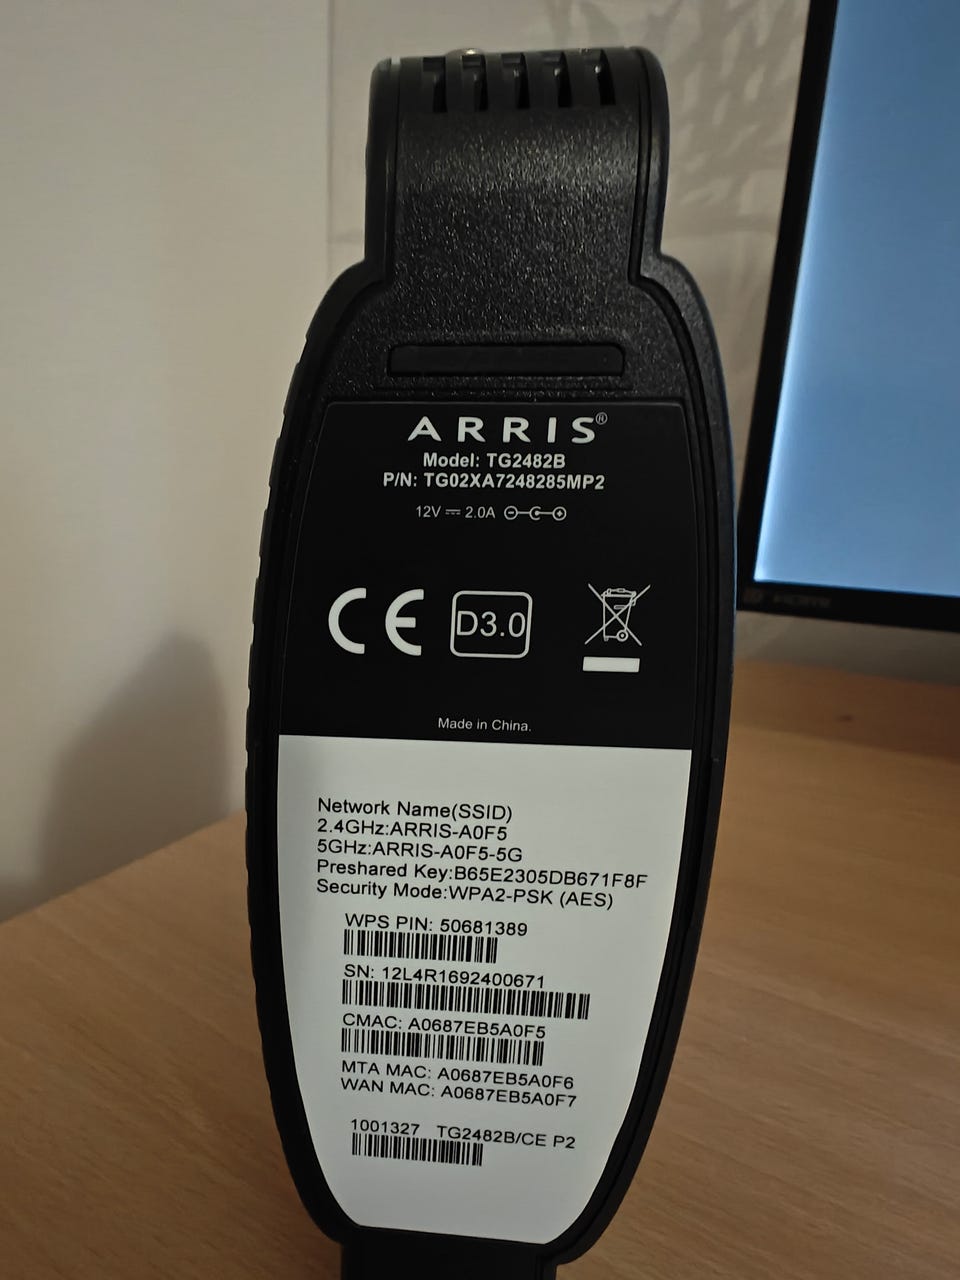 ARRIS®
Model: TG2482B
P/N: TG02XA7248285MP2
12V ⎓ 2.0A
CE D3.0
Made in China.
Network Name(SSID)
2.4GHz:ARRIS-A0F5
5GHz:ARRIS-A0F5-5G
Preshared Key:B65E2305DB671F8F
Security Mode:WPA2-PSK (AES)
WPS PIN: 50681389
SN: 12L4R1692400671
CMAC: A0687EB5A0F5
MTA MAC: A0687EB5A0F6
WAN MAC: A0687EB5A0F7
1001327 TG2482B/CE P2
HDMI